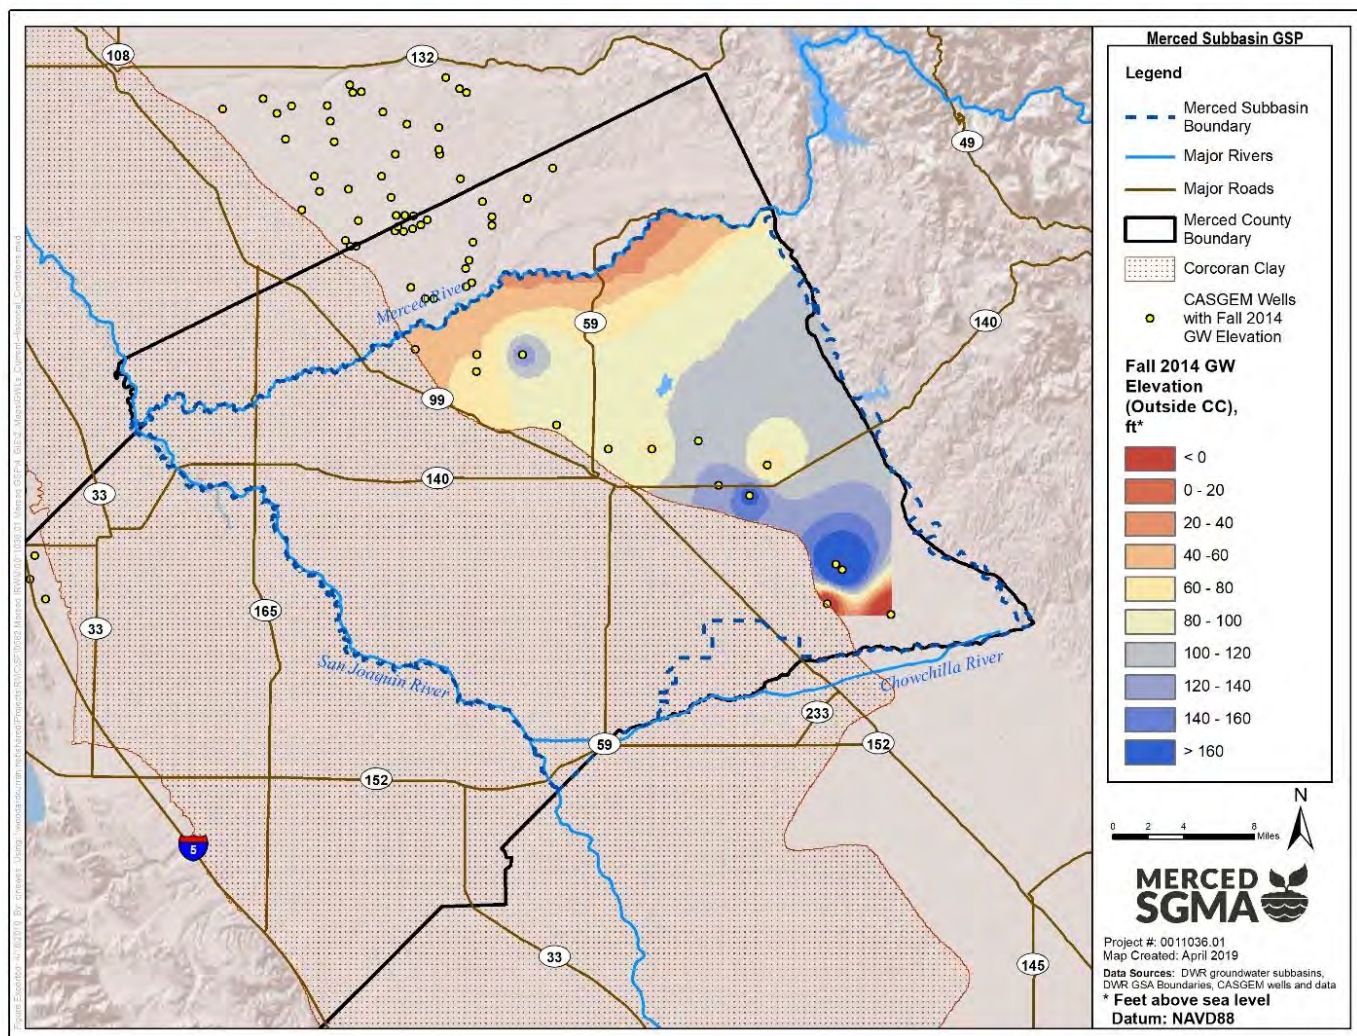 Merced Subbasin GSP
Legend
Merced Subbasin
Boundary
Major Rivers
Major Roads
Merced County
Boundary
Corcoran Clay
CASGEM Wells
with Fall 2014
GW Elevation
Fall 2014 GW
Elevation
(Outside CC),
ft*
< 0
0 - 20
20 - 40
40 -60
60 - 80
80 - 100
100 - 120
120 - 140
140 - 160
> 160
N
0 2 4 8
Miles
MERCED
SGMA
Project #: 0011036.01
Map Created: April 2019
Data Sources: DWR groundwater subbasins,
DWR GSA Boundaries, CASGEM wells and data
* Feet above sea level
Datum: NAVD88
108
132
49
Merced River
59
140
99
140
33
165
33
San Joaquin River
Chowchilla River
233
59
152
152
5
33
145